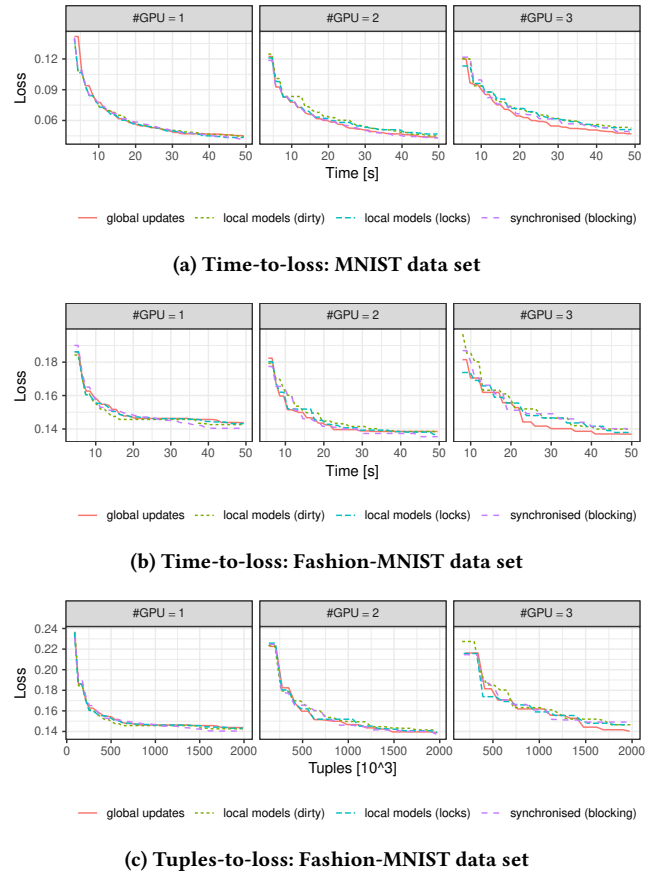 #GPU = 1 #GPU = 2 #GPU = 3
Loss
0.12
0.09
0.06
10 20 30 40 50 10 20 30 40 50 10 20 30 40 50
Time [s]
global updates local models (dirty) local models (locks) synchronised (blocking)
(a) Time-to-loss: MNIST data set
#GPU = 1 #GPU = 2 #GPU = 3
Loss
0.18
0.16
0.14
10 20 30 40 50 10 20 30 40 50 10 20 30 40 50
Time [s]
global updates local models (dirty) local models (locks) synchronised (blocking)
(b) Time-to-loss: Fashion-MNIST data set
#GPU = 1 #GPU = 2 #GPU = 3
Loss
0.24
0.22
0.20
0.18
0.16
0.14
0 500 1000 1500 2000 500 1000 1500 2000 500 1000 1500 2000
Tuples [10^3]
global updates local models (dirty) local models (locks) synchronised (blocking)
(c) Tuples-to-loss: Fashion-MNIST data set